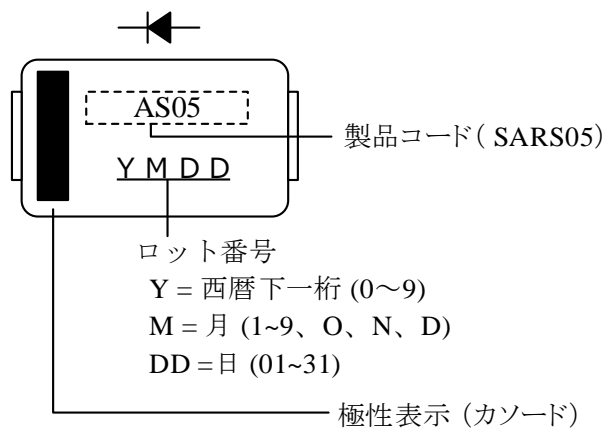 AS05
製品コード( SARS05)
Y M D D
ロット番号
Y = 西暦下一桁 (0～9)
M = 月 (1~9、O、N、D)
DD =日 (01~31)
極性表示 (カソード)